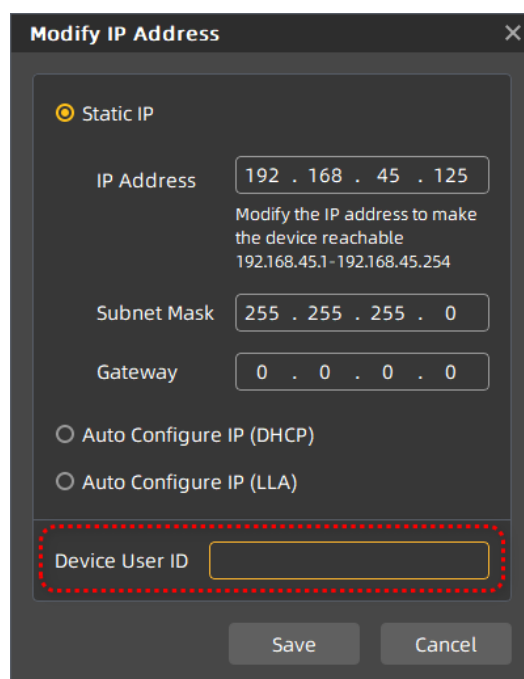 Modify IP Address
Static IP
IP Address 192 . 168 . 45 . 125
Modify the IP address to make
the device reachable
192.168.45.1-192.168.45.254
Subnet Mask 255 . 255 . 255 . 0
Gateway 0 . 0 . 0 . 0
Auto Configure IP (DHCP)
Auto Configure IP (LLA)
Device User ID
Save Cancel